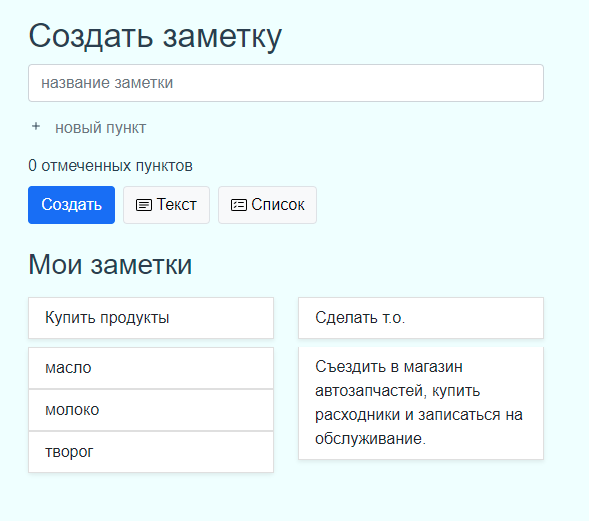 Создать заметку
название заметки
+ новый пункт
0 отмеченных пунктов
Создать Текст Список
Мои заметки
Купить продукты
масло
молоко
творог
Сделать т.о.
Съездить в магазин
автозапчастей, купить
расходники и записаться на
обслуживание.